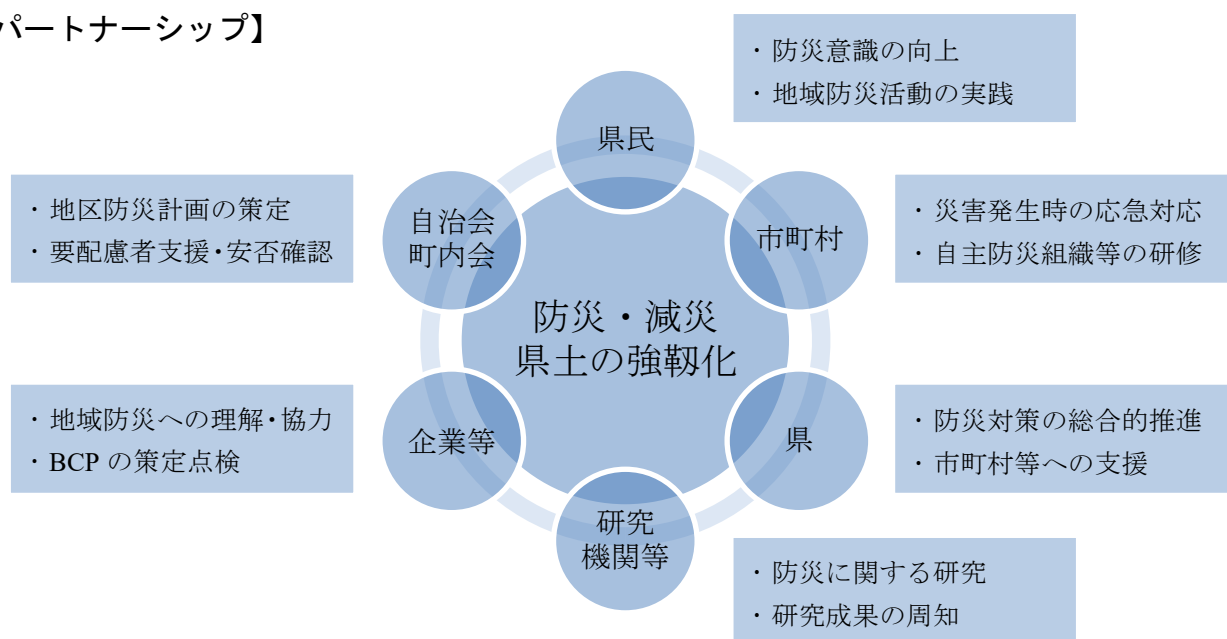 パートナーシップ】
・防災意識の向上
・地域防災活動の実践
県民
・地区防災計画の策定
・要配慮者支援・安否確認
自治会
町内会
市町村
・災害発生時の応急対応
・自主防災組織等の研修
防災・減災
県土の強靱化
・地域防災への理解・協力
・BCP の策定点検
企業等
県
・防災対策の総合的推進
・市町村等への支援
研究
機関等
・防災に関する研究
・研究成果の周知